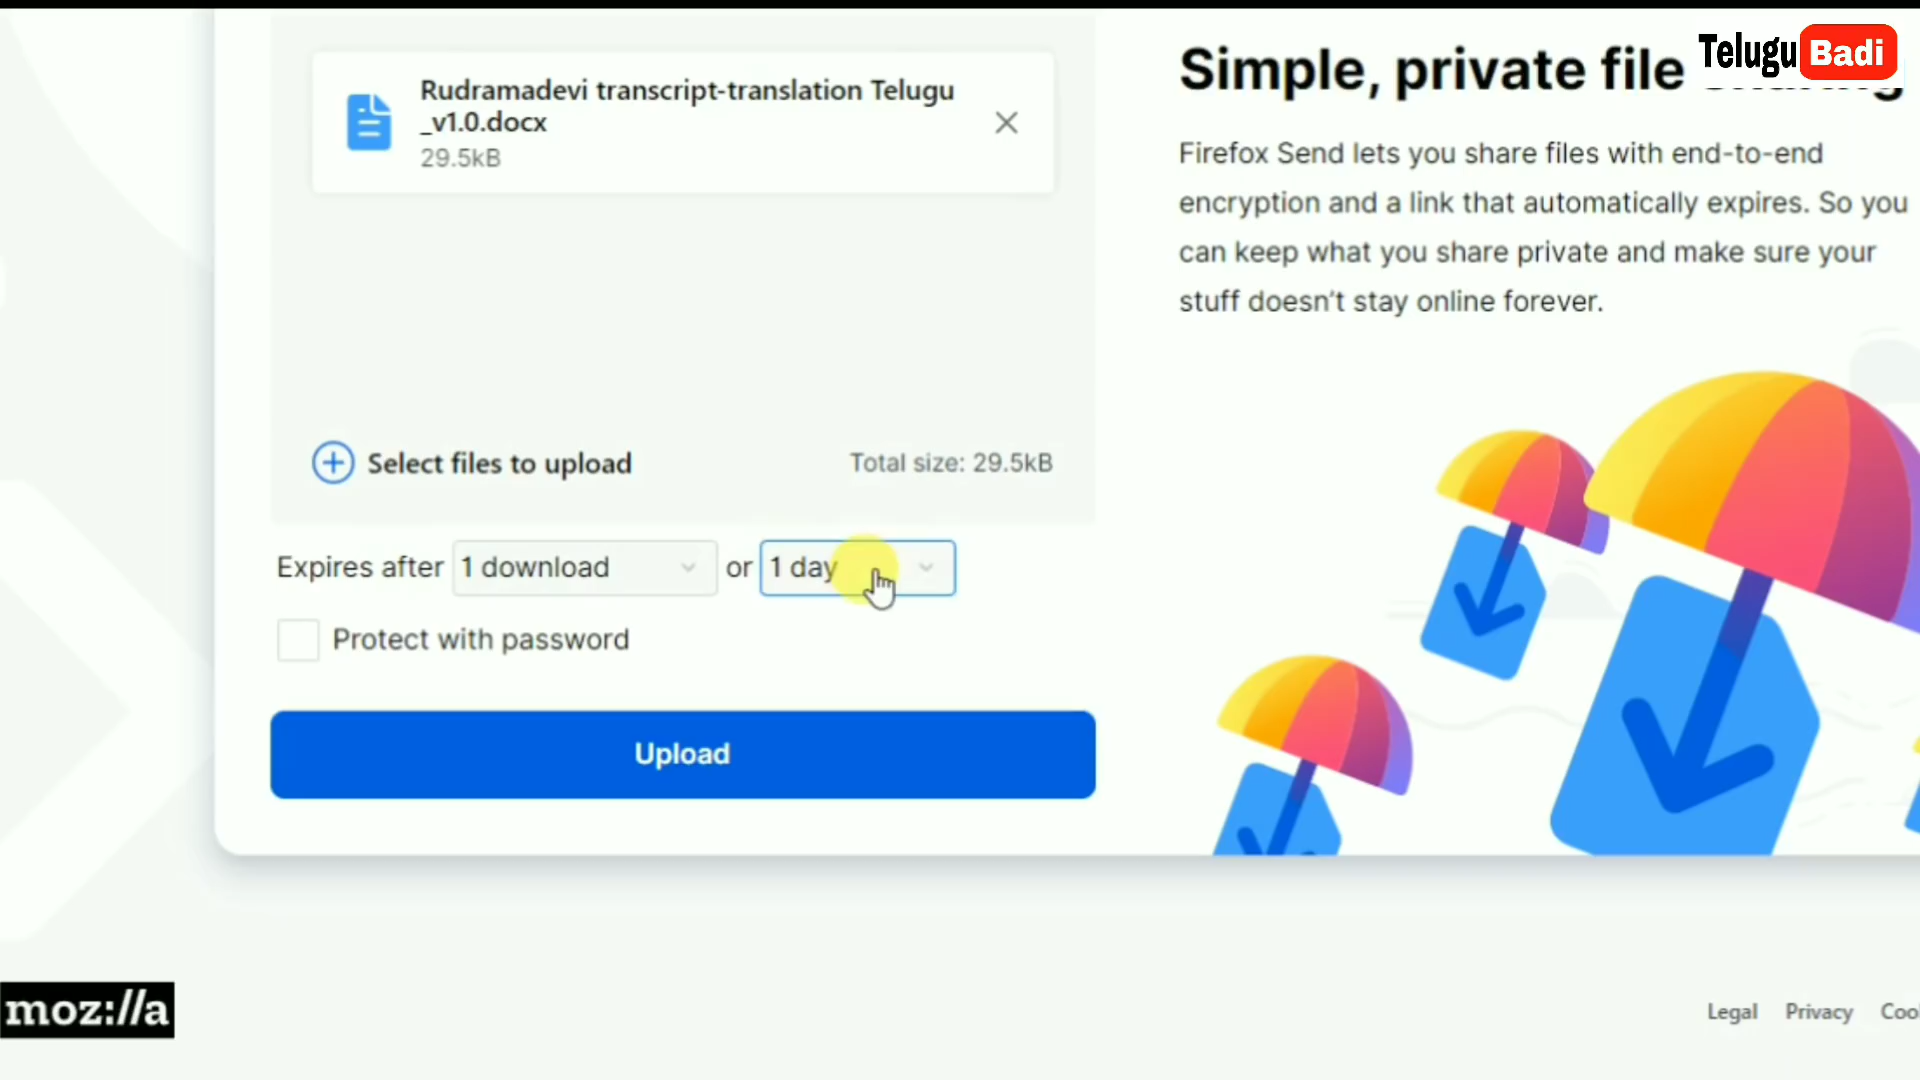 Telugu Badi
Rudramadevi transcript-translation Telugu
_v1.0.docx
29.5kB
Select files to upload
Total size: 29.5kB
Expires after 1 download or 1 day
Protect with password
Upload
Simple, private file
Firefox Send lets you share files with end-to-end
encryption and a link that automatically expires. So you
can keep what you share private and make sure your
stuff doesn’t stay online forever.
moz://a
Legal Privacy